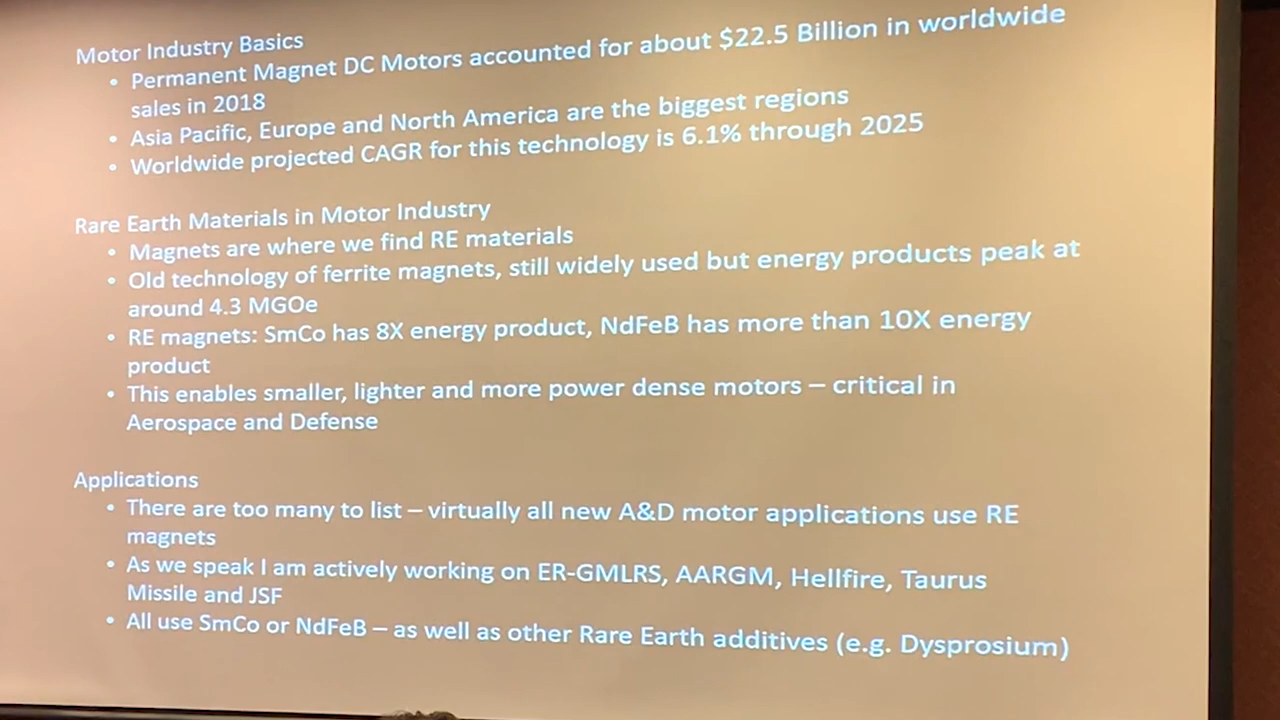 Motor Industry Basics
• Permanent Magnet DC Motors accounted for about $22.5 Billion in worldwide
sales in 2018
• Asia Pacific, Europe and North America are the biggest regions
• Worldwide projected CAGR for this technology is 6.1% through 2025
Rare Earth Materials in Motor Industry
• Magnets are where we find RE materials
• Old technology of ferrite magnets, still widely used but energy products peak at
around 4.3 MGOe
• RE magnets: SmCo has 8X energy product, NdFeB has more than 10X energy
product
• This enables smaller, lighter and more power dense motors – critical in
Aerospace and Defense
Applications
• There are too many to list – virtually all new A&D motor applications use RE
magnets
• As we speak I am actively working on ER-GMLRS, AARGM, Hellfire, Taurus
Missile and JSF
• All use SmCo or NdFeB – as well as other Rare Earth additives (e.g. Dysprosium)